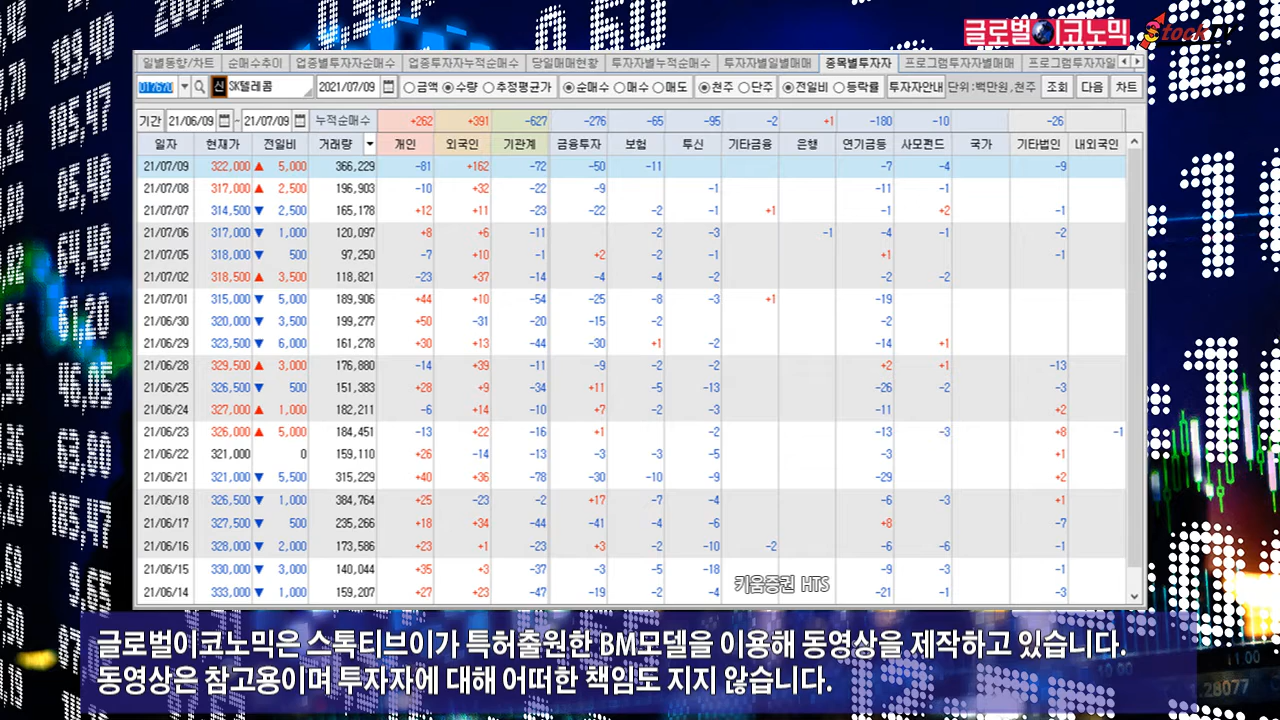 글로벌이코노믹 Stock
일별동향/차트 순매수추이 업종별투자자순매수 업종투자자누적순매수 당일매매현황 투자자별누적순매수 투자자별일별매매 종목별투자자 프로그램투자자별매매 프로그램투자자일
017670 신 SK텔레콤 2021/07/09 금액 수량 추정평균가 순매수 매수 매도 천주 단주 전일비 등락률 투자자안내 단위:백만원,천주 조회 다음 차트
기간 21/06/09 - 21/07/09 누적순매수 +262 +391 -627 -276 -65 -95 -2 +1 -180 -10 -26
일자 현재가 전일비 거래량 개인 외국인 기관계 금융투자 보험 투신 기타금융 은행 연기금등 사모펀드 국가 기타법인 내외국인
21/07/09 322,000 ▲ 5,000 366,229 -81 +162 -72 -50 -11 -7 -4 -9
21/07/08 317,000 ▲ 2,500 196,903 -10 +32 -22 -9 -1 -11 -1
21/07/07 314,500 ▼ 2,500 165,178 +12 +11 -23 -22 -2 -1 +1 -1 +2 -1
21/07/06 317,000 ▼ 1,000 120,097 +8 +6 -11 -2 -3 -1 -4 -1 -2
21/07/05 318,000 ▼ 500 97,250 -7 +10 -1 +2 -2 -1 +1 -1
21/07/02 318,500 ▲ 3,500 118,821 -23 +37 -14 -4 -4 -2 -2 -2
21/07/01 315,000 ▼ 5,000 189,906 +44 +10 -54 -25 -8 -3 +1 -19
21/06/30 320,000 ▼ 3,500 199,277 +50 -31 -20 -15 -2 -2
21/06/29 323,500 ▼ 6,000 161,278 +30 +13 -44 -30 +1 -2 -14 +1
21/06/28 329,500 ▲ 3,000 176,880 -14 +39 -11 -9 -2 -2 +2 +1 -13
21/06/25 326,500 ▼ 500 151,383 +28 +9 -34 +11 -5 -13 -26 -2 -3
21/06/24 327,000 ▲ 1,000 182,211 -6 +14 -10 +7 -2 -3 -11 +2
21/06/23 326,000 ▲ 5,000 184,451 -13 +22 -16 +1 -2 -13 -3 +8 -1
21/06/22 321,000 0 159,110 +26 -14 -13 -3 -3 -5 -3 +1
21/06/21 321,000 ▼ 5,500 315,229 +40 +36 -78 -30 -10 -9 -29 +2
21/06/18 326,500 ▼ 1,000 384,764 +25 -23 -2 +17 -7 -4 -6 -3 +1
21/06/17 327,500 ▼ 500 235,266 +18 +34 -44 -41 -4 -6 +8 -7
21/06/16 328,000 ▼ 2,000 173,586 +23 +1 -23 +3 -2 -10 -2 -6 -6 -1
21/06/15 330,000 ▼ 3,000 140,044 +35 +3 -37 -3 -5 -18 -9 -3 -1
21/06/14 333,000 ▼ 1,000 159,207 +27 +23 -47 -19 -2 -4 -21 -1 -3
키움증권 HTS
글로벌이코노믹은 스톡티브이가 특허출원한 BM모델을 이용해 동영상을 제작하고 있습니다.
동영상은 참고용이며 투자자에 대해 어떠한 책임도 지지 않습니다.